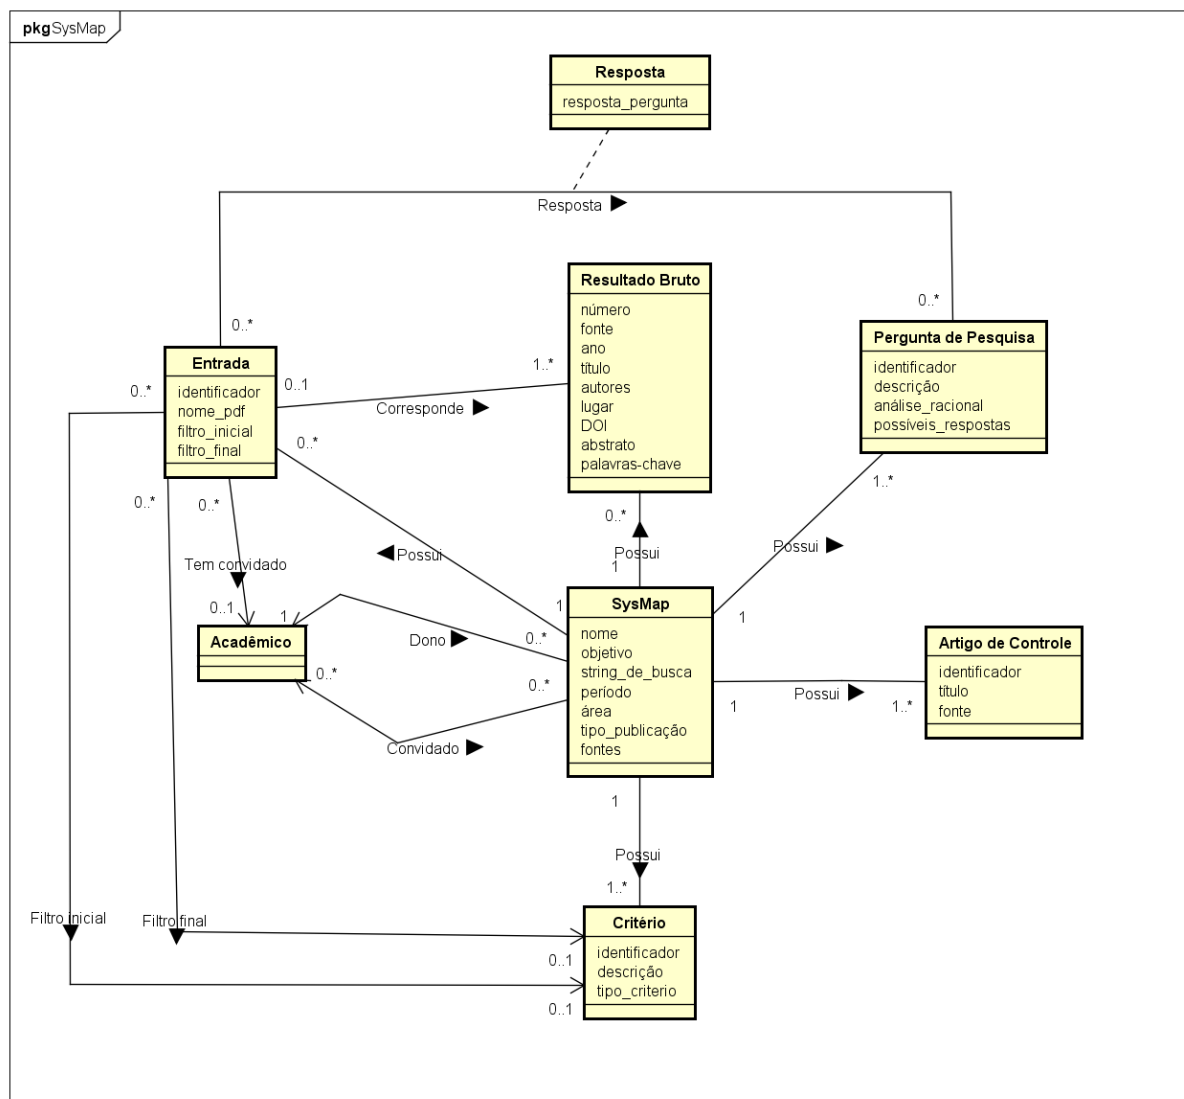 pkg SysMap
Resposta
resposta_pergunta
Resposta
0..*
0..*
Resultado Bruto
número
fonte
ano
título
autores
lugar
DOI
abstrato
palavras-chave
Pergunta de Pesquisa
identificador
descrição
análise_racional
possíveis_respostas
Entrada
identificador
nome_pdf
filtro_inicial
filtro_final
0..*
0..1
1..*
Corresponde
0..*
0..*
0..*
0..*
1..*
Possui
Possui
Possui
Tem convidado
1
0..1
1
1
0..*
1
Acadêmico
Dono
0..*
0..*
Convidado
SysMap
nome
objetivo
string_de_busca
período
área
tipo_publicação
fontes
Artigo de Controle
identificador
título
fonte
Possui
1
1..*
1
Possui
1..*
Filtro inicial
Filtro final
Critério
identificador
descrição
tipo_criterio
0..1
0..1